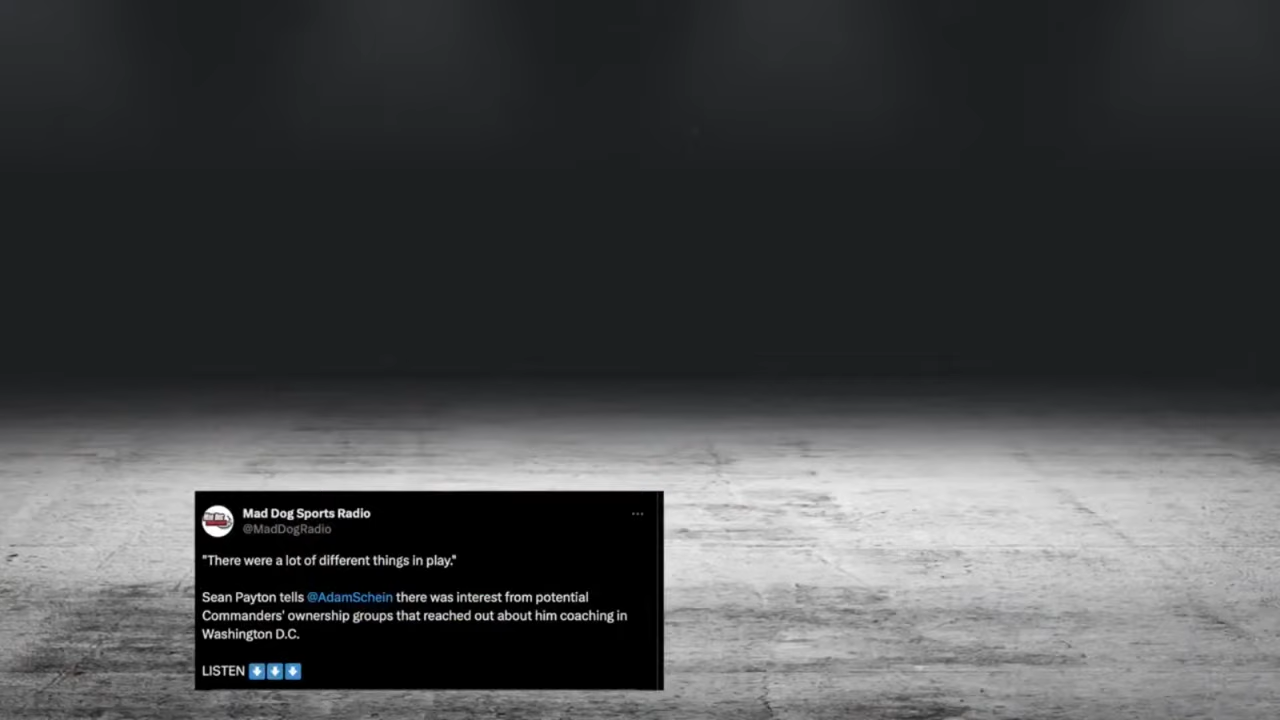 Mad Dog Sports Radio
@MadDogRadio
"There were a lot of different things in play."
Sean Payton tells @AdamSchein there was interest from potential
Commanders' ownership groups that reached out about him coaching in
Washington D.C.
LISTEN ⬇️⬇️⬇️